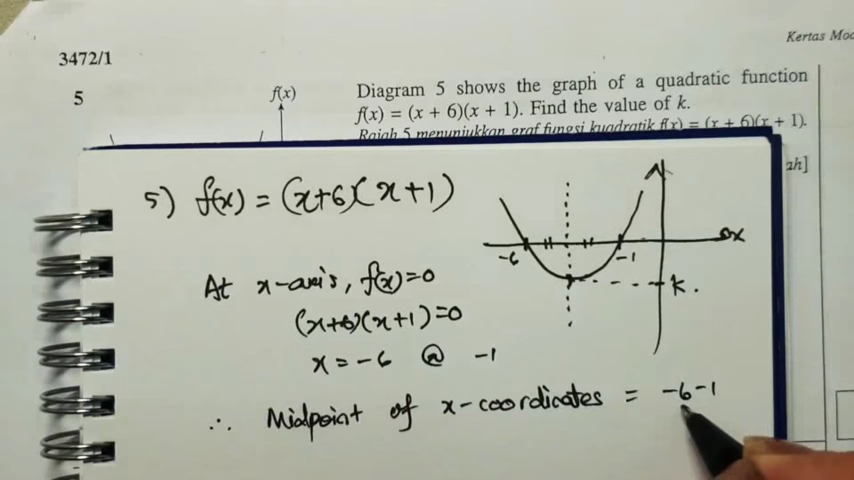 Kertas Mod
3472/1
5
f(x)
Diagram 5 shows the graph of a quadratic function
f(x) = (x + 6)(x + 1). Find the value of k.
Rajah 5 menunjukkan graf fungsi kuadratik f(x) = (x + 6)(x + 1).
ah]
5) f(x) = (x+6)(x+1)
x
-6
-1
k.
At x-axis, f(x)=0
(x+6)(x+1)=0
x = -6 @ -1
∴ Midpoint of x-coordinates = -6-1